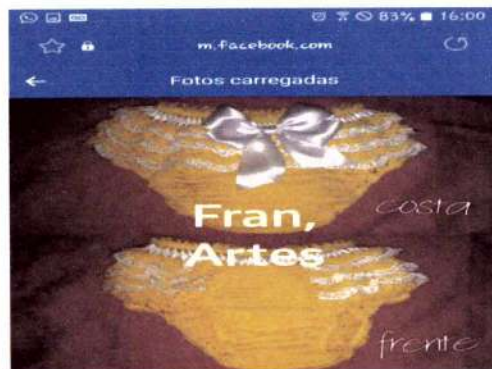 83% 16:00
m.facebook.com
Fotos carregadas
costa
Fran,
Artes
frente